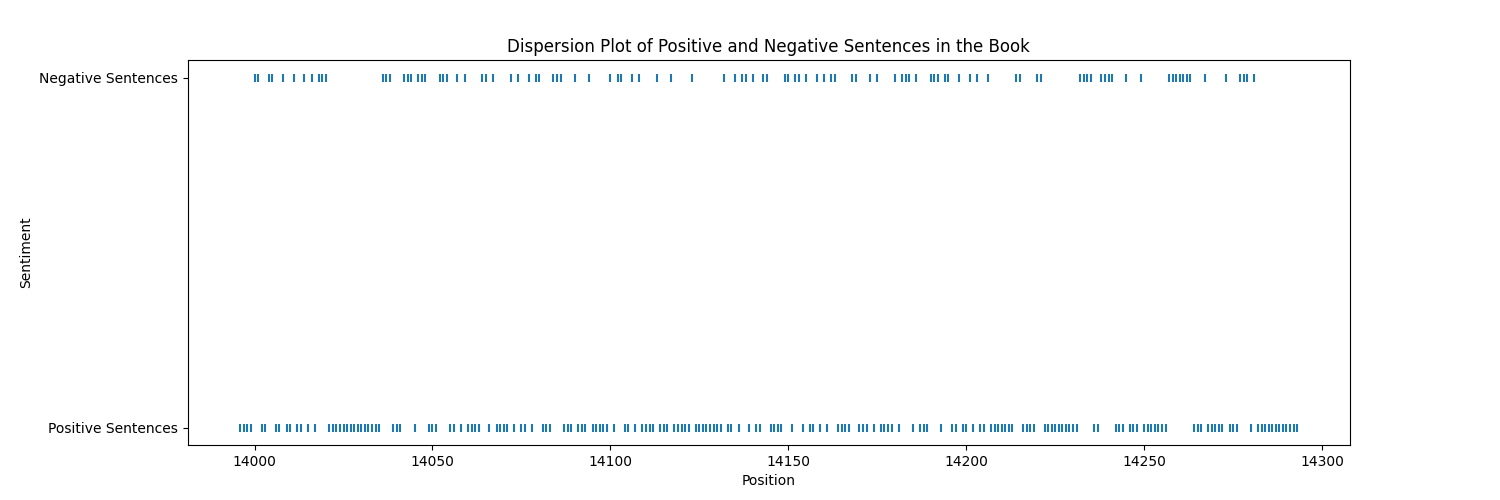 Dispersion Plot of Positive and Negative Sentences in the Book
Negative Sentences
Sentiment
Positive Sentences
14000 14050 14100 14150 14200 14250 14300
Position